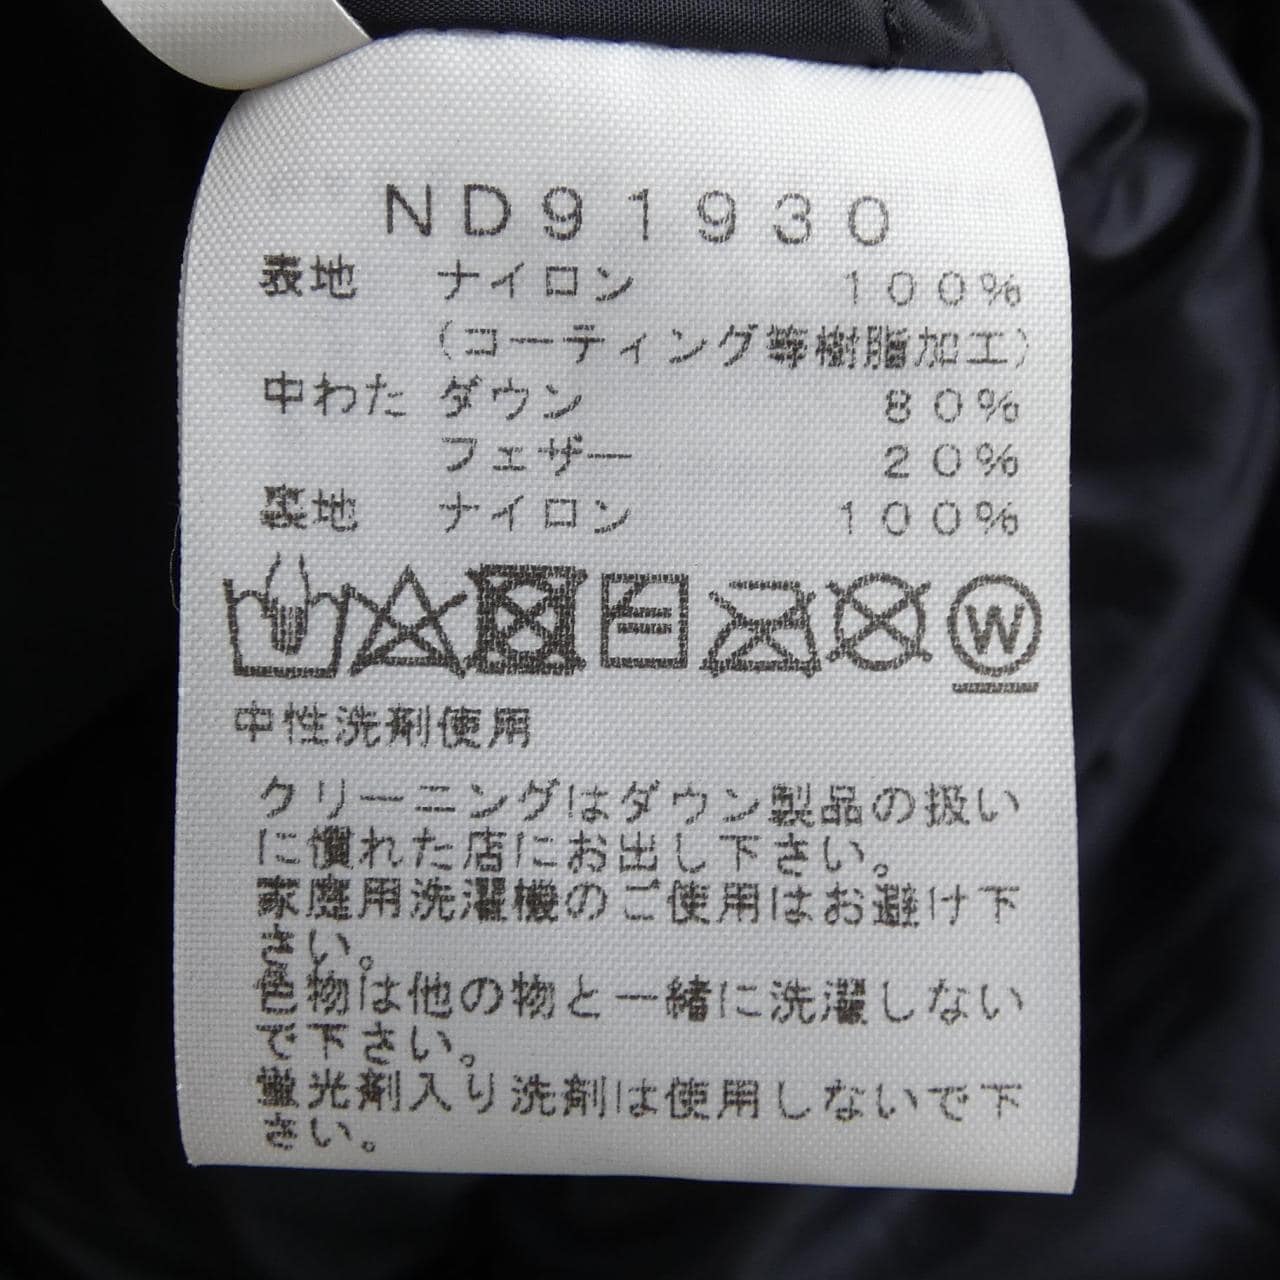 ND91930
表地 ナイロン 100%
(コーティング等樹脂加工)
中わた ダウン 80%
フェザー 20%
裏地 ナイロン 100%
W
中性洗剤使用
クリーニングはダウン製品の扱い
に慣れた店にお出し下さい。
家庭用洗濯機のご使用はお避け下
さい。
色物は他の物と一緒に洗濯しない
で下さい。
蛍光剤入り洗剤は使用しないで下
さい。